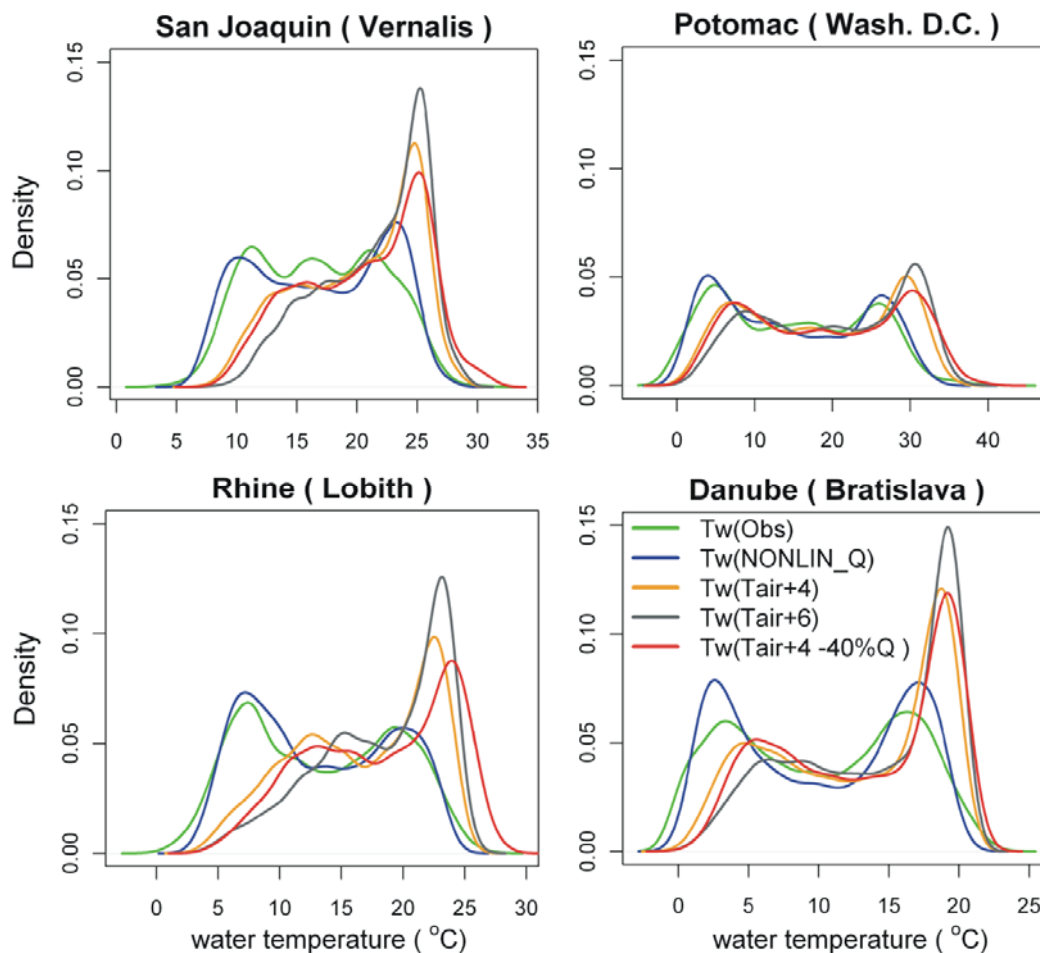 San Joaquin ( Vernalis )
Potomac ( Wash. D.C. )
Density
0.00 0.05 0.10 0.15
0 5 10 15 20 25 30 35
0.00 0.05 0.10 0.15
0 10 20 30 40
Rhine ( Lobith )
Danube ( Bratislava )
Density
0.00 0.05 0.10 0.15
0 5 10 15 20 25 30
water temperature ( °C)
0.00 0.05 0.10 0.15
Tw(Obs)
Tw(NONLIN_Q)
Tw(Tair+4)
Tw(Tair+6)
Tw(Tair+4 -40%Q )
0 5 10 15 20 25
water temperature ( °C)